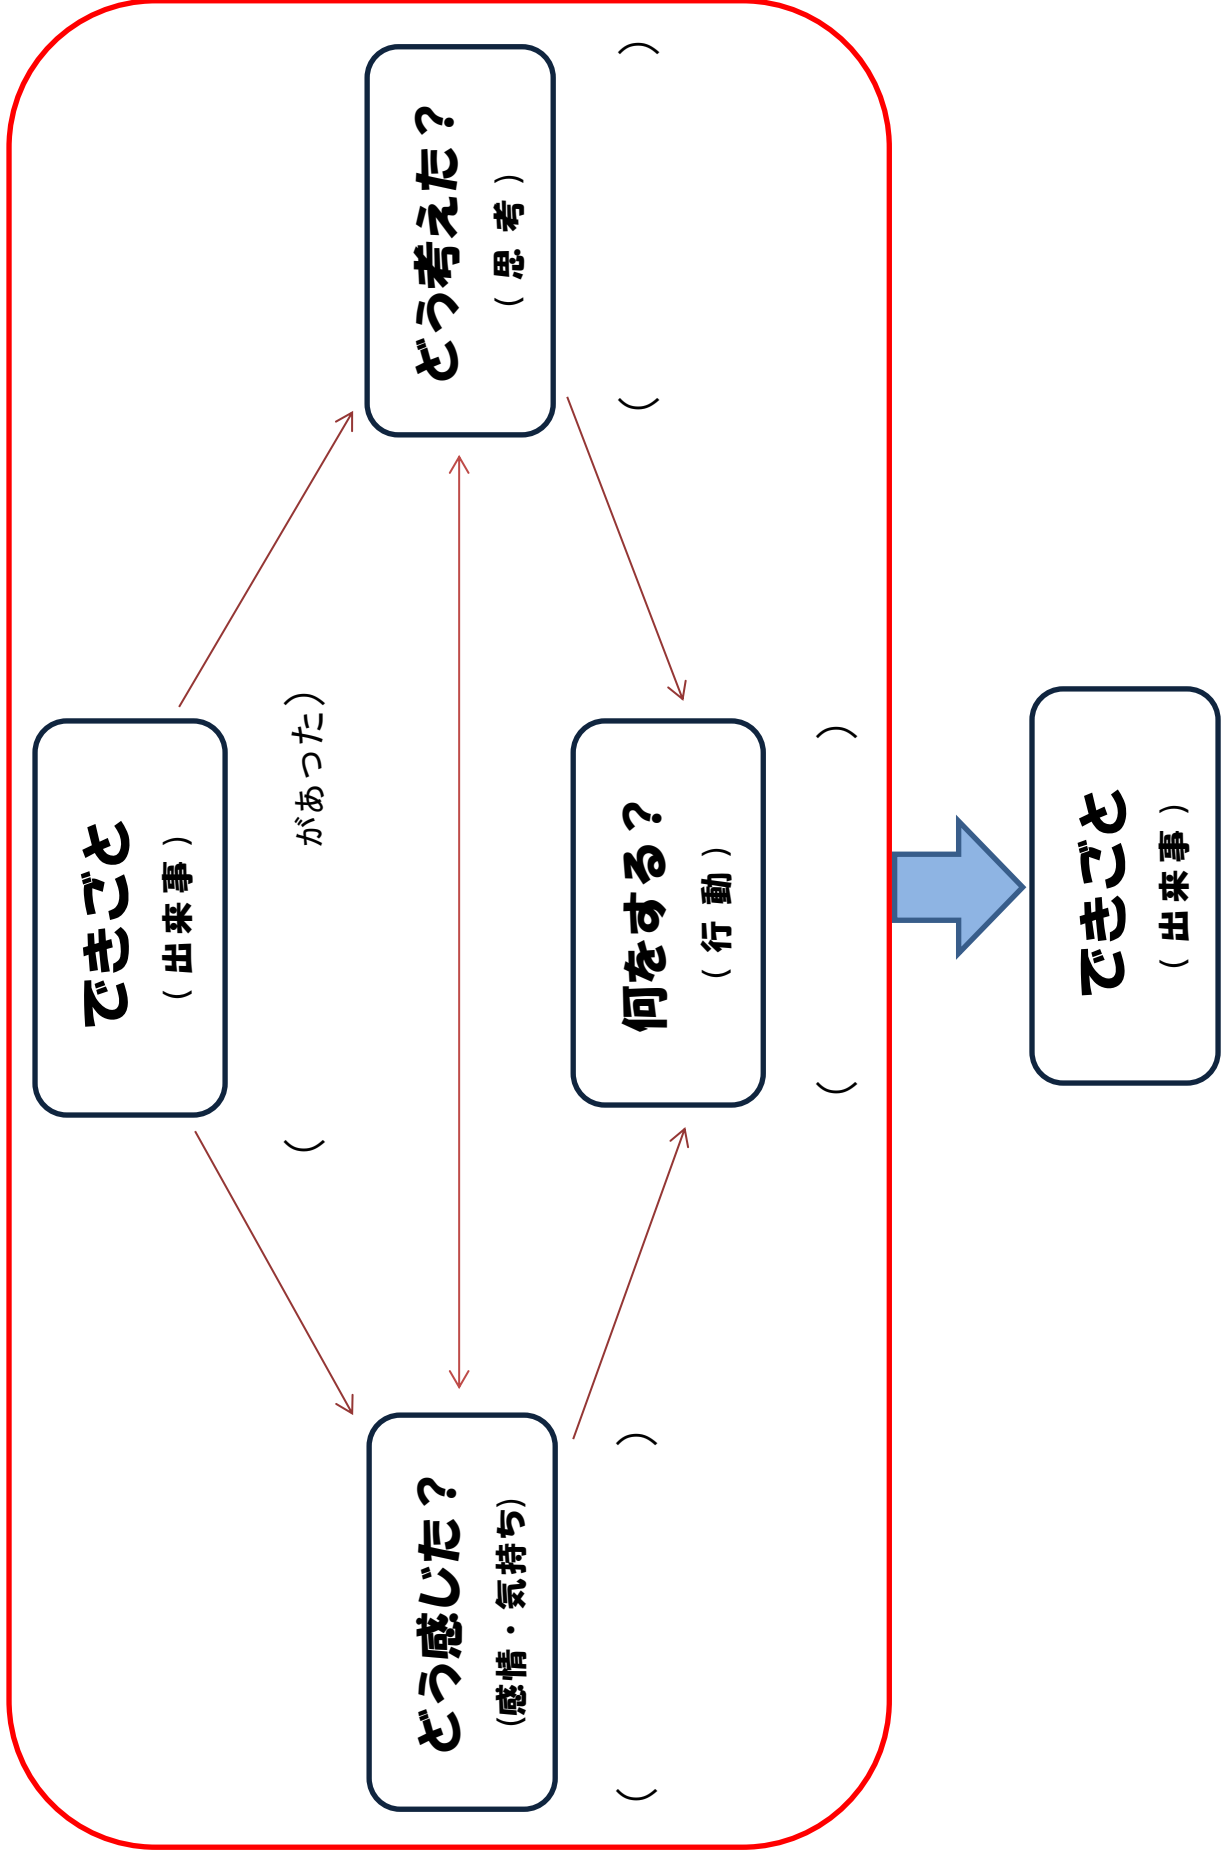 できごと
（ 出 来 事 ）
（　　　　　　　があった）
どう感じた？
（感情・気持ち）
（　　　　　　　）
どう考えた？
（ 思 考 ）
（　　　　　　　）
何をする？
（ 行 動 ）
（　　　　　　　）
できごと
（ 出 来 事 ）